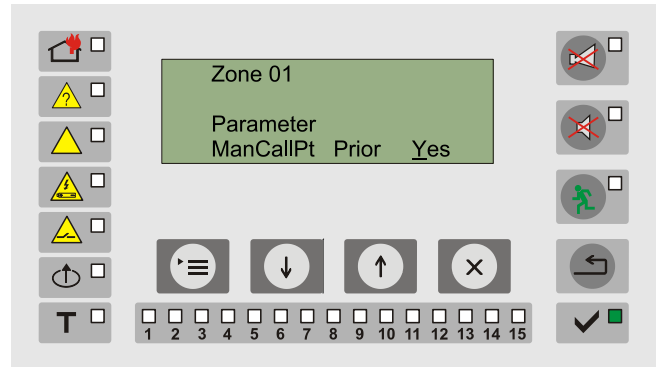 Zone 01
Parameter
ManCallPt Prior Yes
?
T
1 2 3 4 5 6 7 8 9 10 11 12 13 14 15